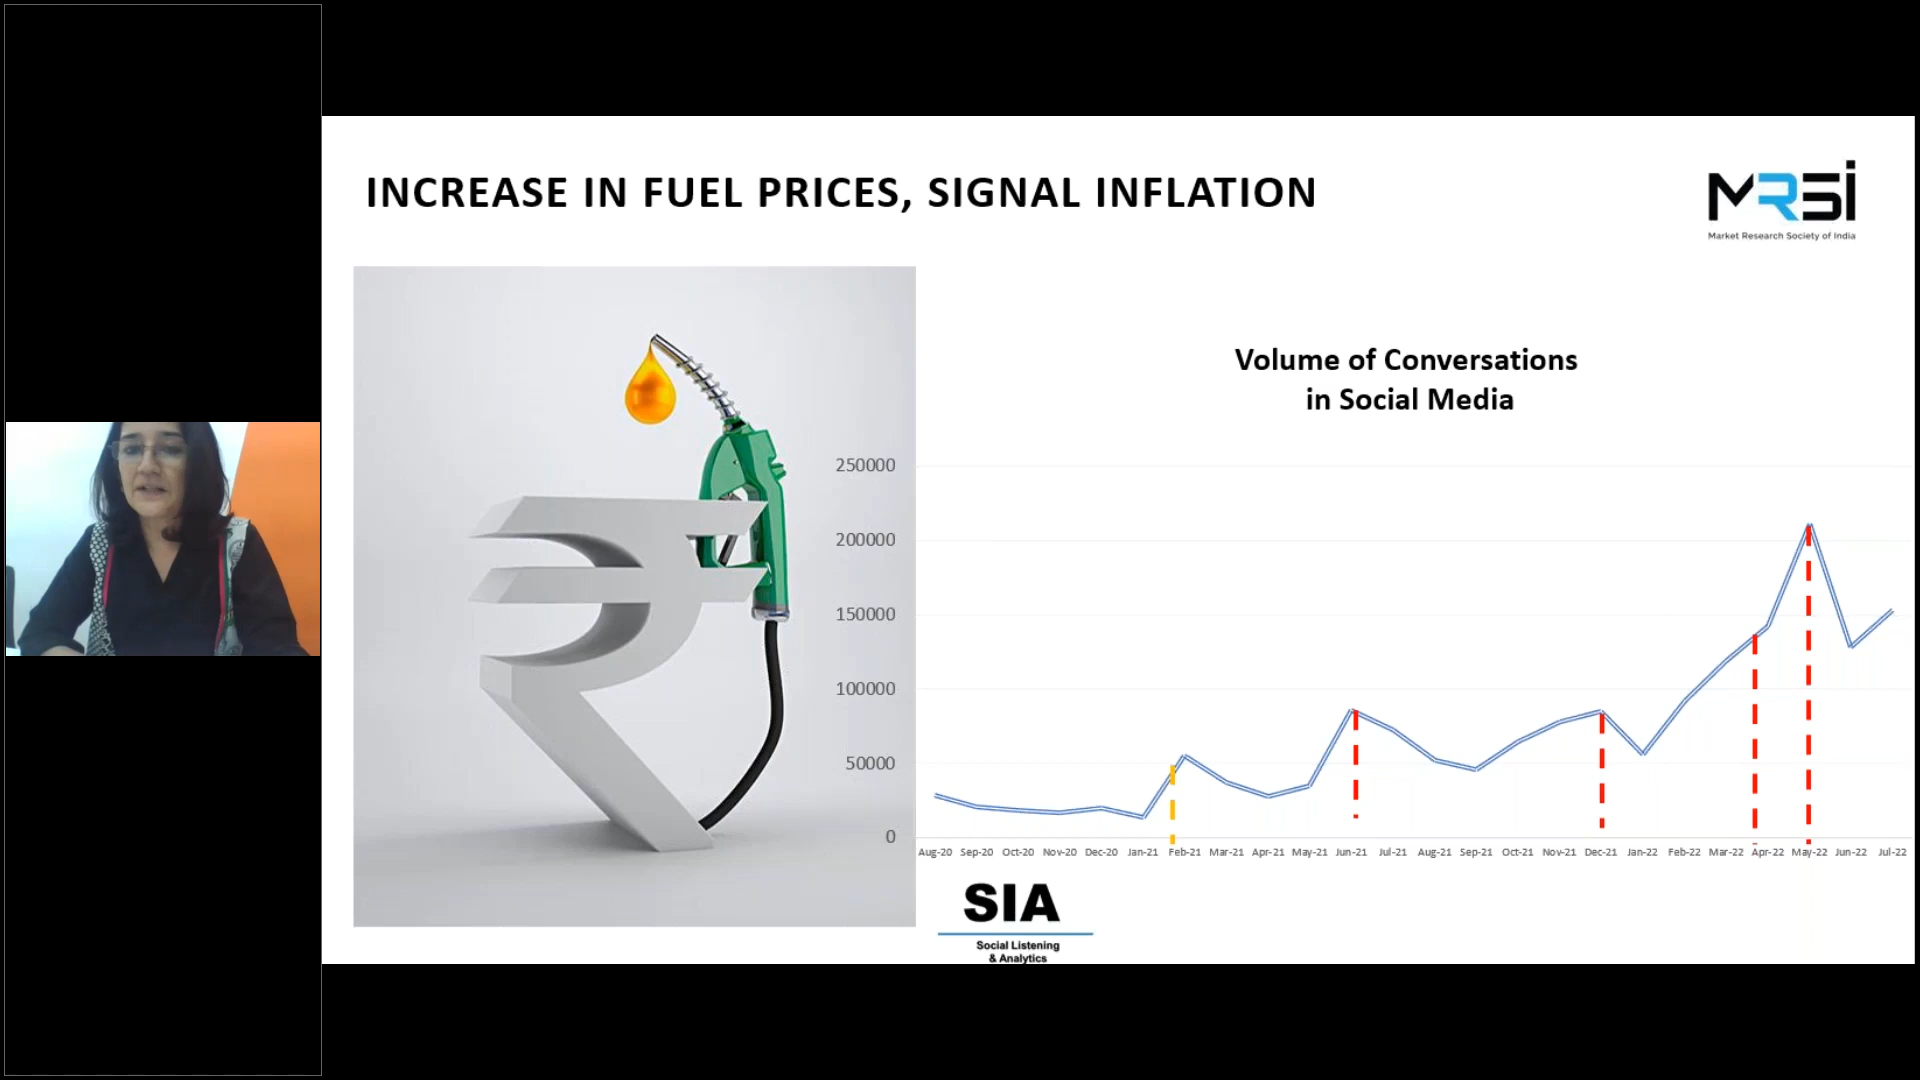 INCREASE IN FUEL PRICES, SIGNAL INFLATION
MRSI
Market Research Society of India
Volume of Conversations
in Social Media
250000
200000
150000
100000
50000
0
Aug-20 Sep-20 Oct-20 Nov-20 Dec-20 Jan-21 Feb-21 Mar-21 Apr-21 May-21 Jun-21 Jul-21 Aug-21 Sep-21 Oct-21 Nov-21 Dec-21 Jan-22 Feb-22 Mar-22 Apr-22 May-22 Jun-22 Jul-22
SIA
Social Listening
& Analytics